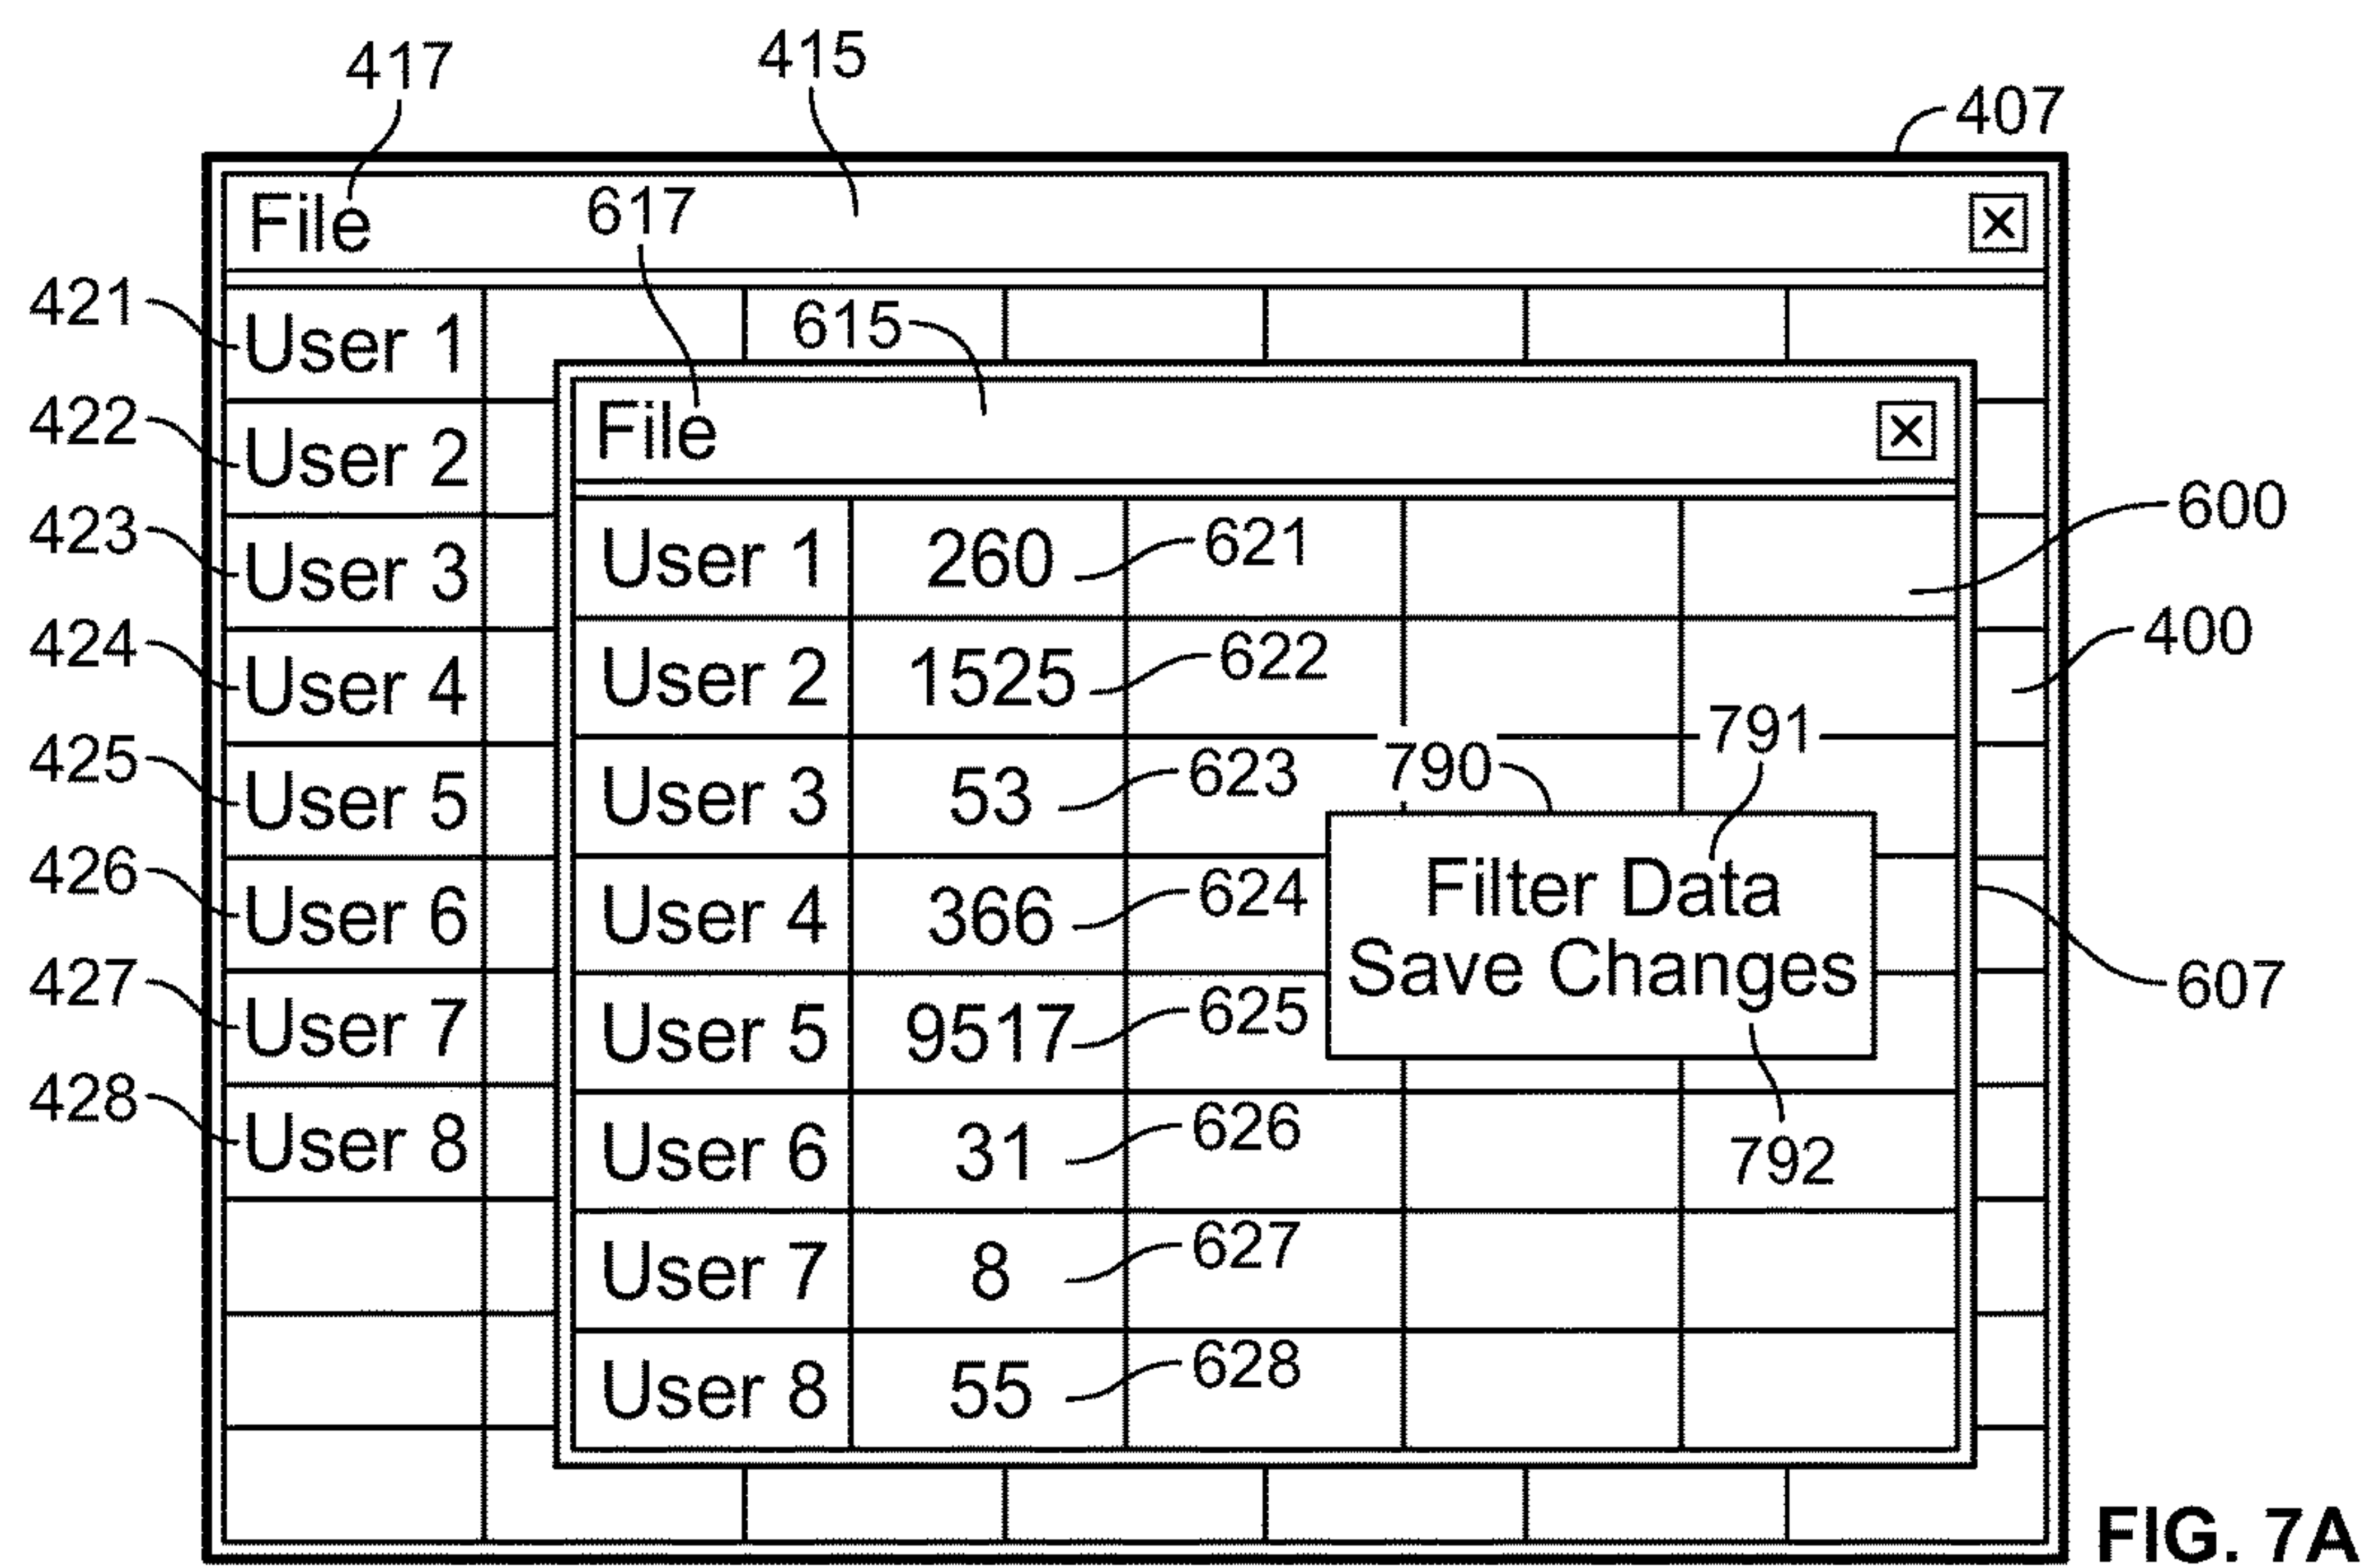 417 415 407
File 617
421 User 1 615
422 User 2 File
423 User 3 User 1 260 621 600
424 User 4 User 2 1525 622 400
425 User 5 User 3 53 623 790 791
426 User 6 User 4 366 624 Filter Data
427 User 7 User 5 9517 625 Save Changes 607
428 User 8 User 6 31 626 792
User 7 8 627
User 8 55 628
FIG. 7A